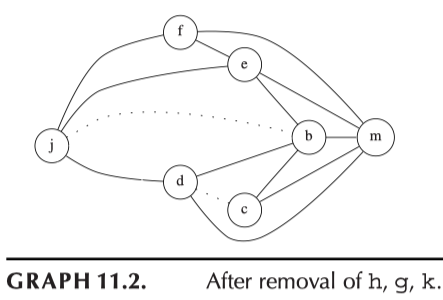 f
e
j
b
m
d
c
GRAPH 11.2. After removal of h, g, k.